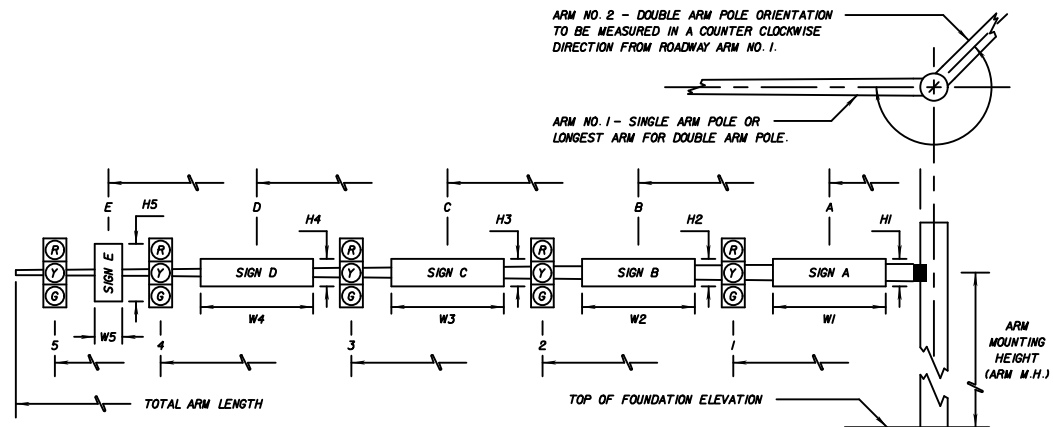 ARM NO. 2 - DOUBLE ARM POLE ORIENTATION
TO BE MEASURED IN A COUNTER CLOCKWISE
DIRECTION FROM ROADWAY ARM NO. 1.
ARM NO. 1 - SINGLE ARM POLE OR
LONGEST ARM FOR DOUBLE ARM POLE.
E D C B A
H5 H4 H3 H2 H1
R R R R R
Y SIGN E Y SIGN D Y SIGN C Y SIGN B Y SIGN A
G G G G G
W5 W4 W3 W2 W1
5 4 3 2 1
ARM
MOUNTING
HEIGHT
(ARM M.H.)
TOTAL ARM LENGTH
TOP OF FOUNDATION ELEVATION